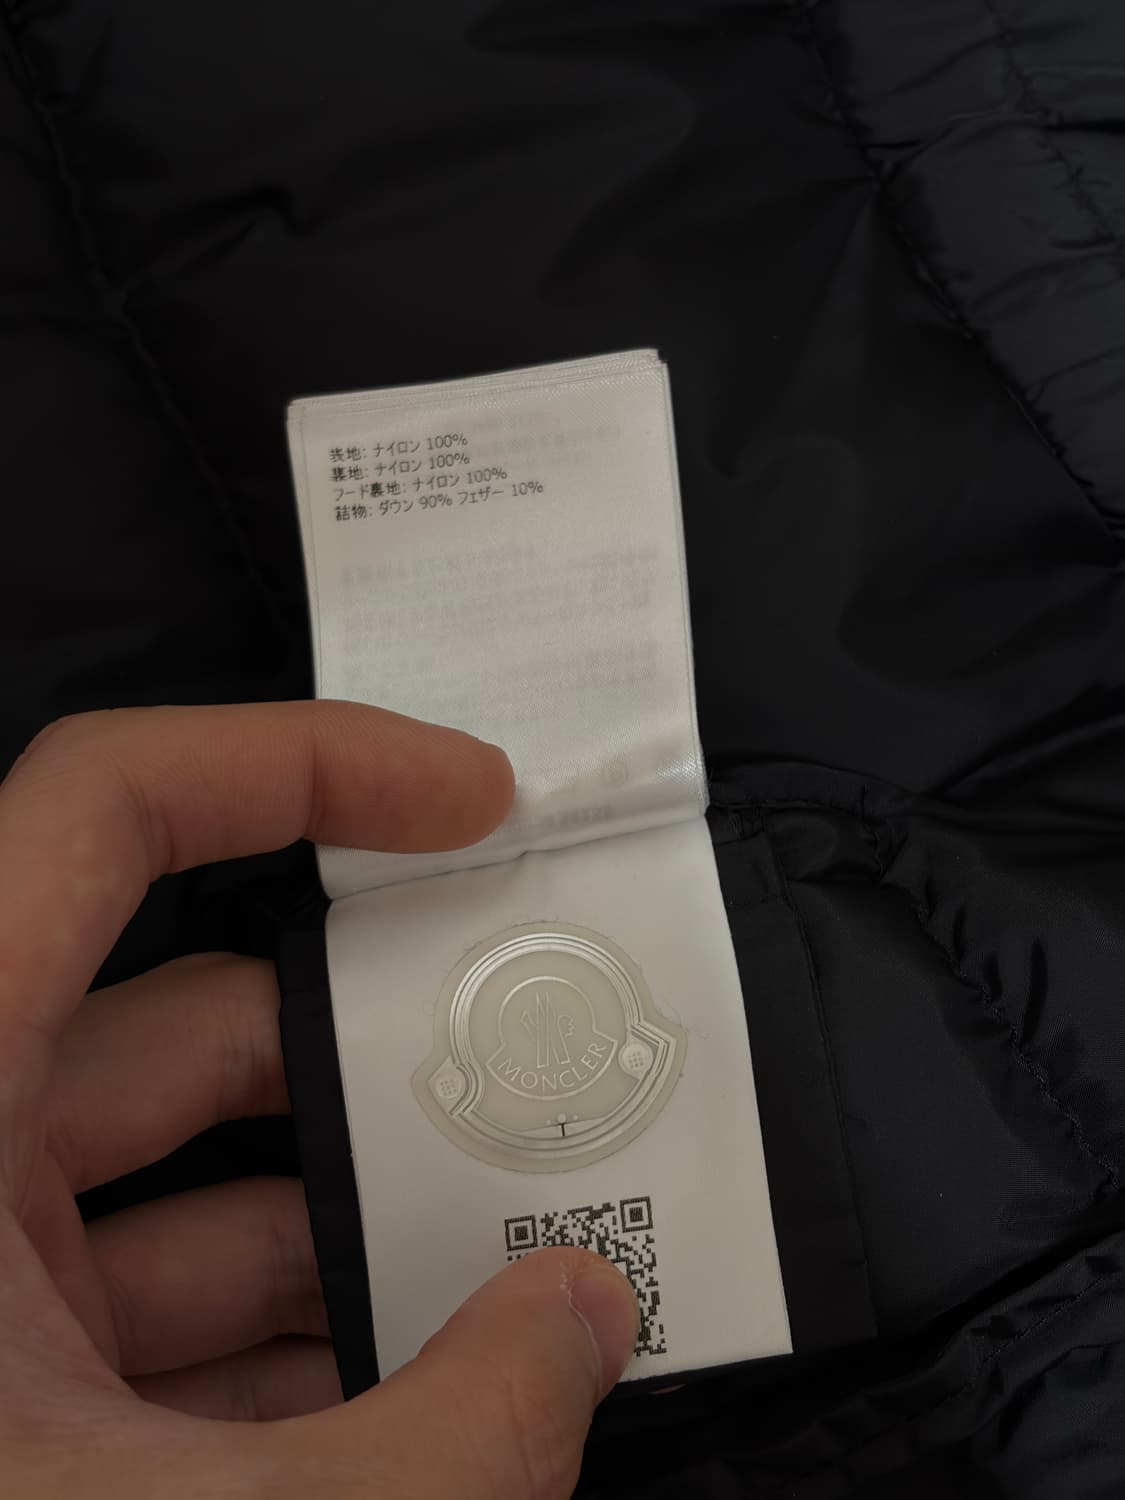 表地: ナイロン 100%
裏地: ナイロン 100%
フード裏地: ナイロン 100%
詰物: ダウン 90% フェザー 10%
MONCLER